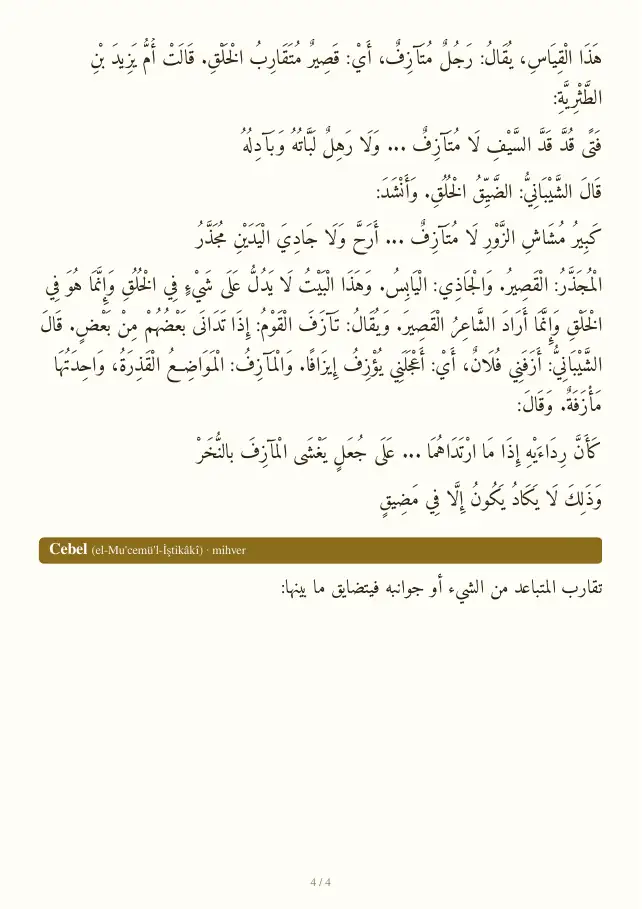 هَذَا الْقِيَاسِ، يُقَالُ: رَجُلٌ مُتَآزِفٌ، أَيْ: قَصِيرٌ مُتَقَارِبُ الْخَلْقِ. قَالَتْ أُمُّ يَزِيدَ بْنِ
الطَّثْرِيَّةِ:
فَتًى قُدَّ قَدَّ السَّيْفِ لَا مُتَآزِفٌ ... وَلَا رَهِلٌ لَبَّاتُهُ وَبَآدِلُهُ
قَالَ الشَّيْبَانِيُّ: الضَّيِّقُ الْخُلُقِ. وَأَنْشَدَ:
كَبِيرُ مُشَاشِ الزَّوْرِ لَا مُتَآزِفٌ ... أَرَحَّ وَلَا جَادِيَ الْيَدَيْنِ مُجَذَّرُ
الْمُجَذَّرُ: الْقَصِيرُ. وَالْجَاذِي: الْيَابِسُ. وَهَذَا الْبَيْتُ لَا يَدُلُّ عَلَى شَيْءٍ فِي الْخُلُقِ وَإِنَّمَا هُوَ فِي
الْخَلْقِ وَإِنَّمَا أَرَادَ الشَّاعِرُ الْقَصِيرَ. وَيُقَالُ: تَآزَفَ الْقَوْمُ: إِذَا تَدَانَى بَعْضُهُمْ مِنْ بَعْضٍ. قَالَ
الشَّيْبَانِيُّ: أَزَفَنِي فُلَانٌ، أَيْ: أَعْجَلَنِي يُؤْزِفُ إِيزَافًا. وَالْمَآزِفُ: الْمَوَاضِعُ الْقَذِرَةُ، وَاحِدَتُهَا
مَأْزَفَةٌ. وَقَالَ:
كَأَنَّ رِدَاءَيْهِ إِذَا مَا ارْتَدَاهُمَا ... عَلَى جُعَلٍ يَغْشَى الْمَآزِفَ بالنُّخَرْ
وَذَلِكَ لَا يَكَادُ يَكُونُ إِلَّا فِي مَضِيقٍ
Cebel (el-Mu'cemü'l-İştikâkî) · mihver
تقارب المتباعد من الشيء أو جوانبه فيتضايق ما بينها:
4 / 4